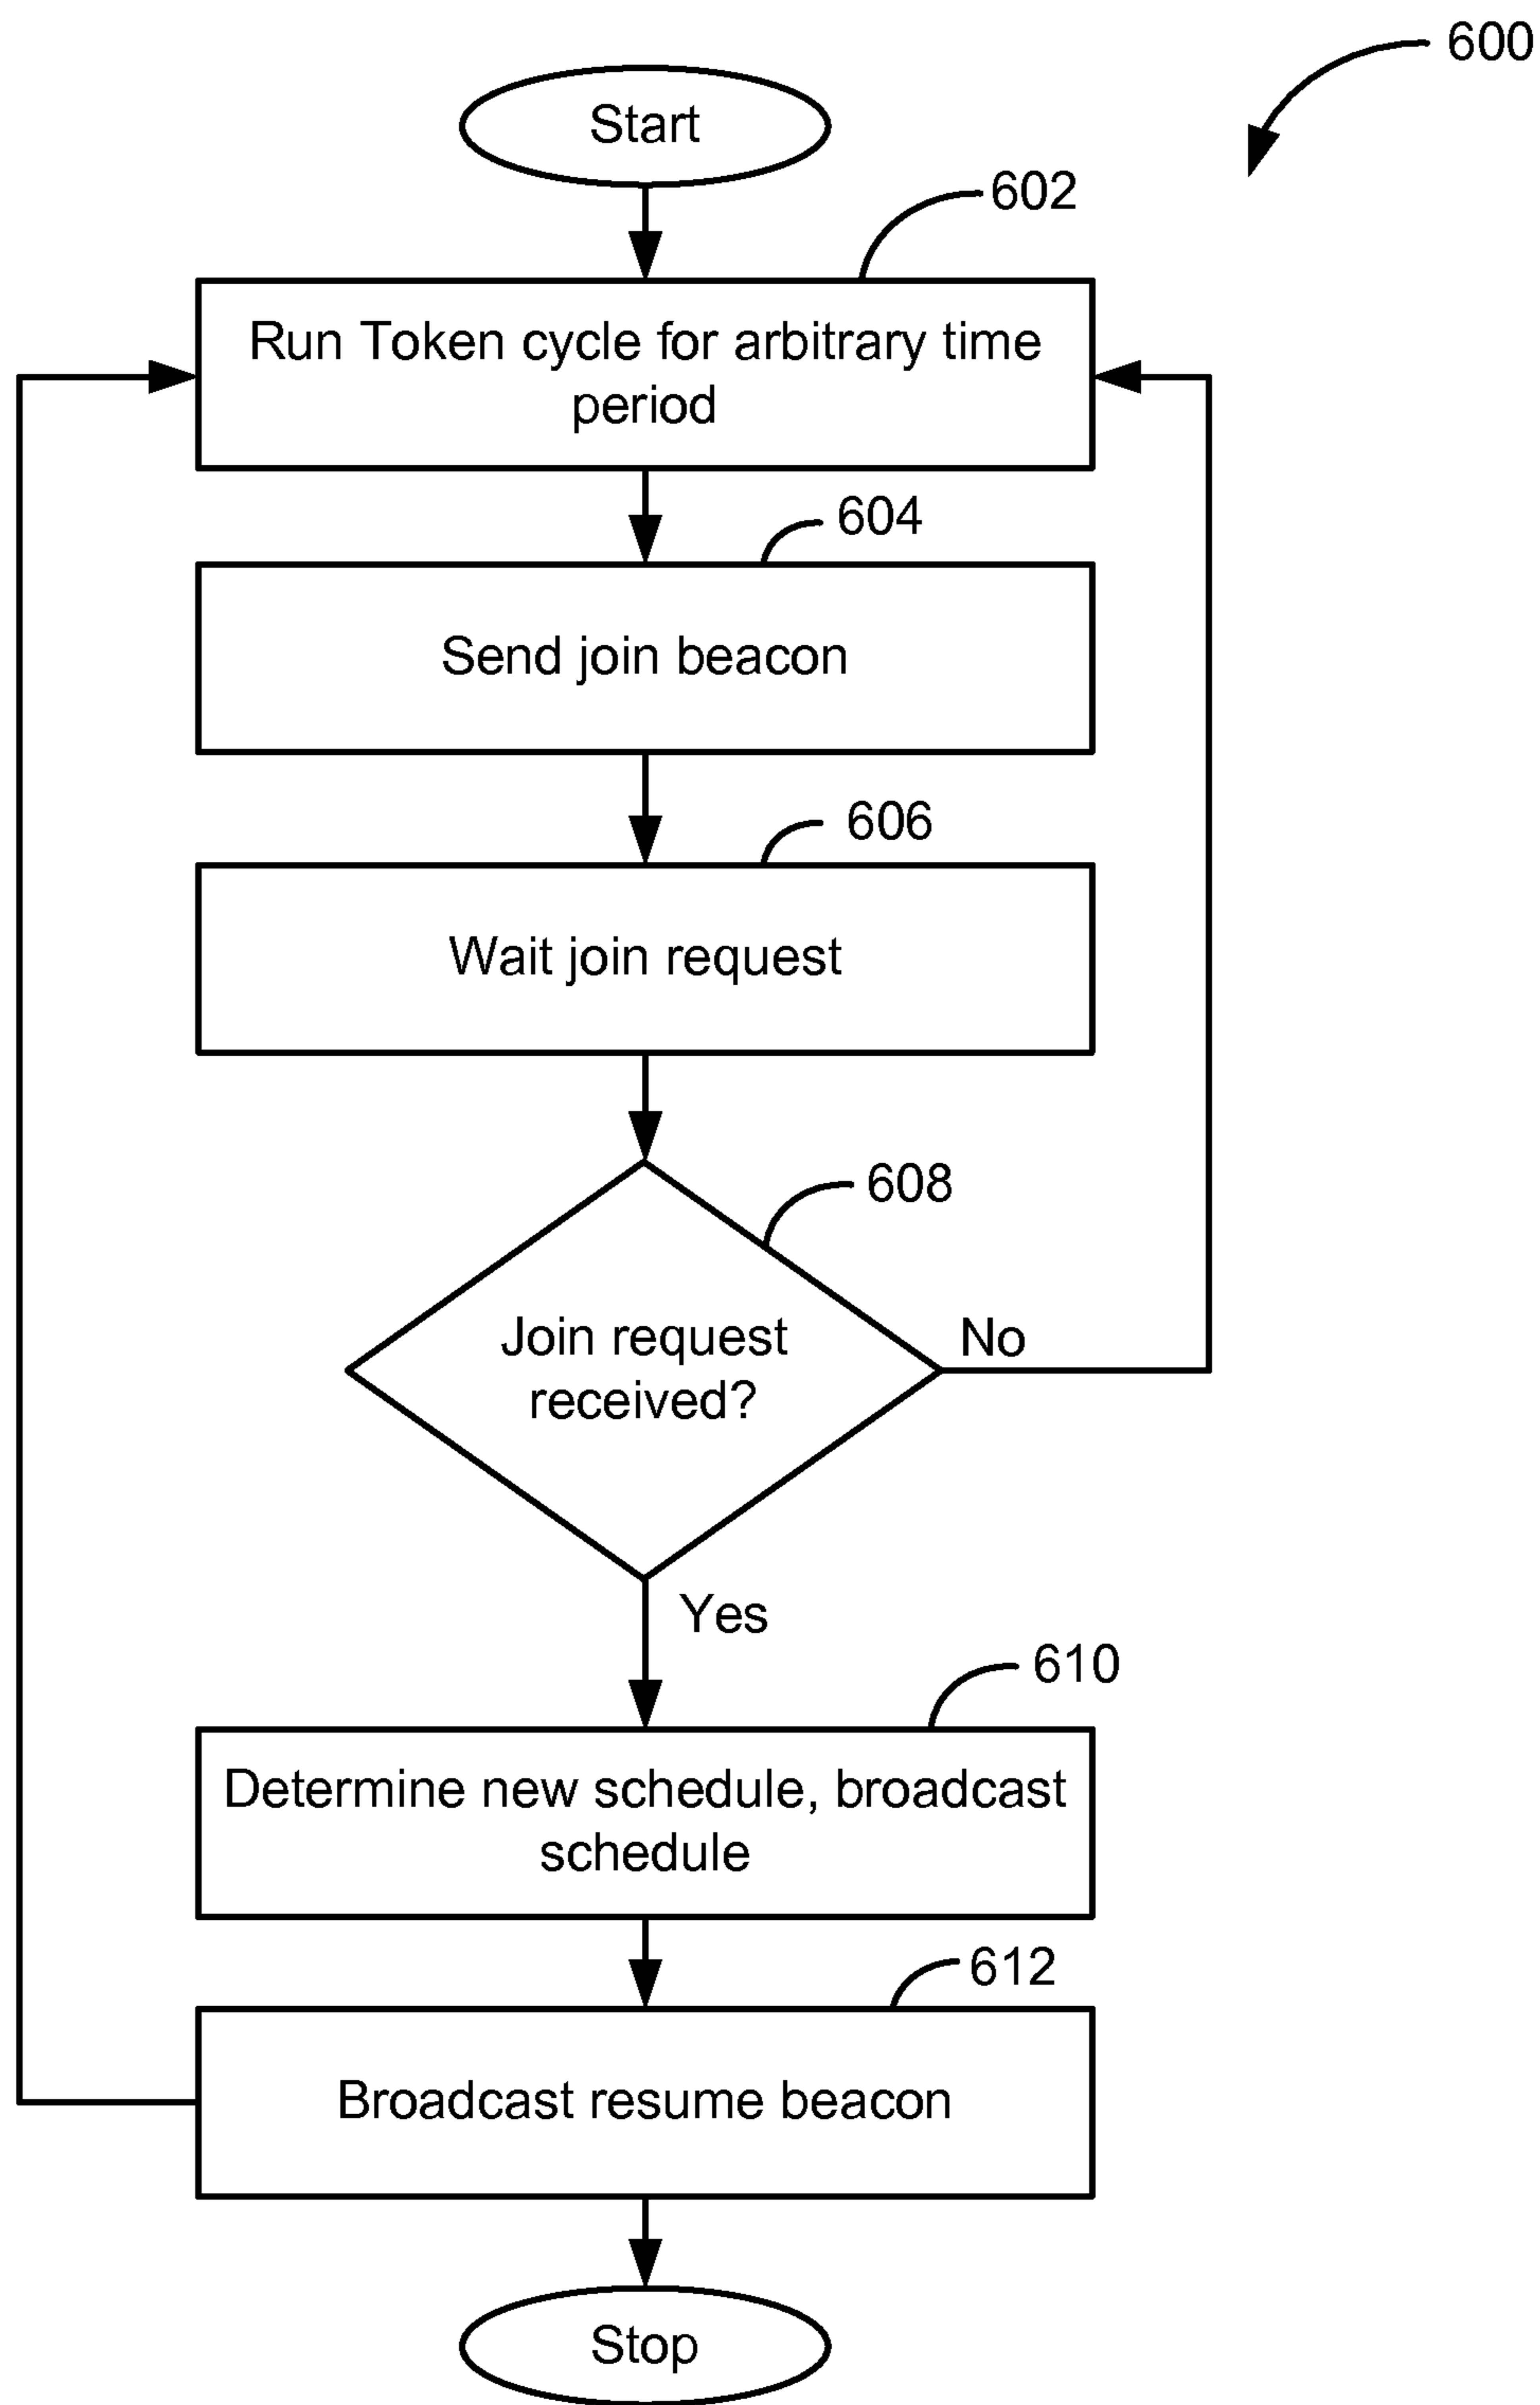 600
Start
602
Run Token cycle for arbitrary time
period
604
Send join beacon
606
Wait join request
608
Join request
received?
No
Yes
610
Determine new schedule, broadcast
schedule
612
Broadcast resume beacon
Stop